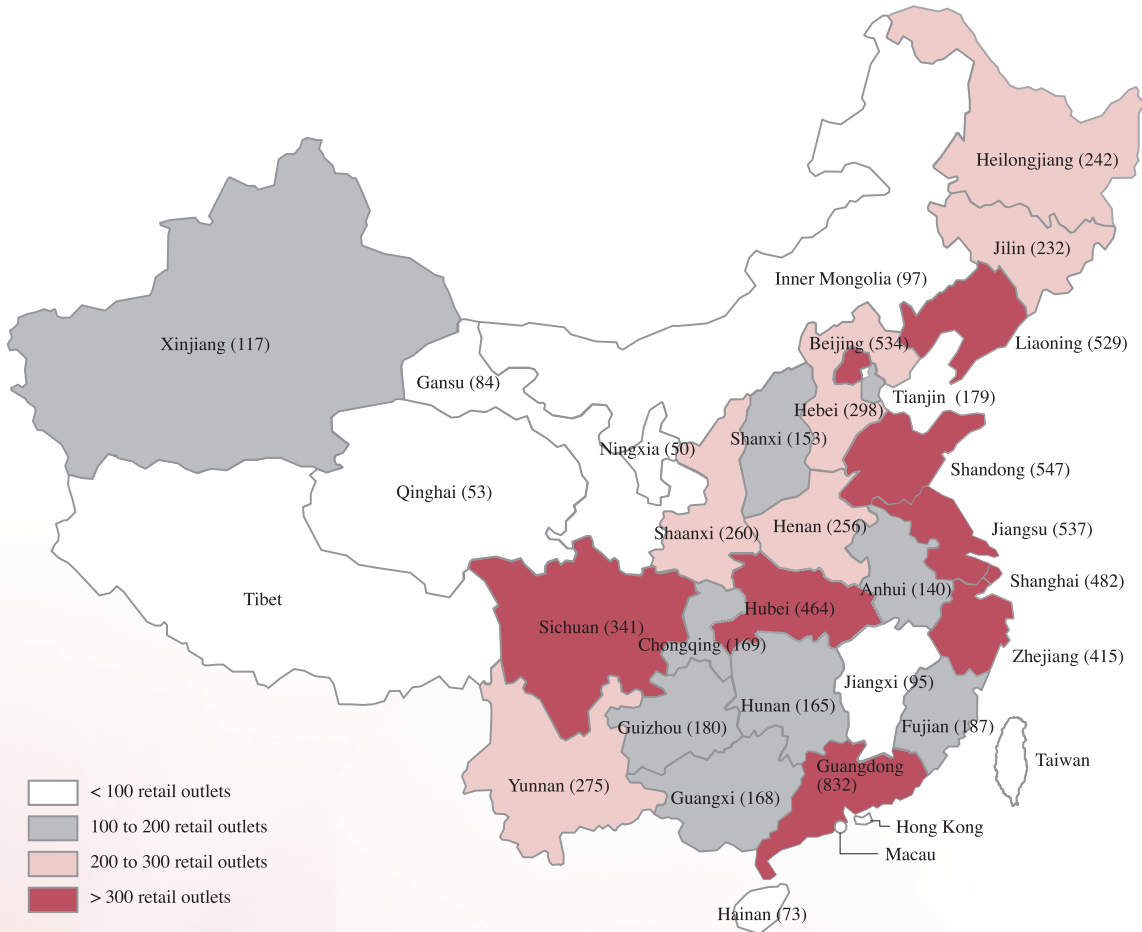 Heilongjiang (242)
Jilin (232)
Inner Mongolia (97)
Beijing (534)
Liaoning (529)
Xinjiang (117)
Gansu (84)
Tianjin (179)
Hebei (298)
Shanxi (153)
Ningxia (50)
Shandong (547)
Qinghai (53)
Henan (256)
Jiangsu (537)
Shaanxi (260)
Shanghai (482)
Anhui (140)
Tibet
Hubei (464)
Sichuan (341)
Chongqing (169)
Zhejiang (415)
Jiangxi (95)
Hunan (165)
Fujian (187)
Guizhou (180)
Taiwan
Guangdong
(832)
Yunnan (275)
Guangxi (168)
Hong Kong
Macau
Hainan (73)
< 100 retail outlets
100 to 200 retail outlets
200 to 300 retail outlets
> 300 retail outlets